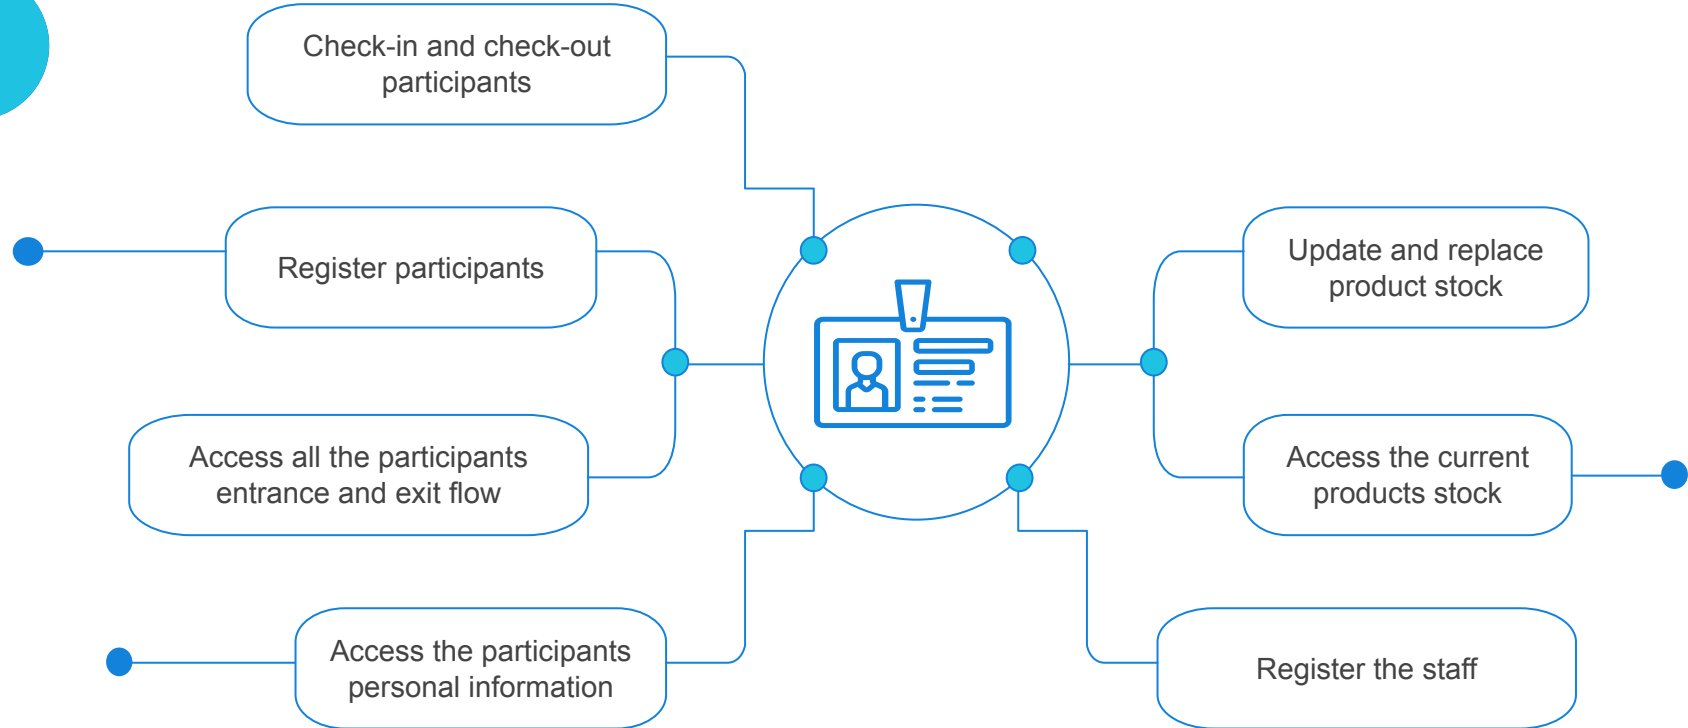 Check-in and check-out
participants
Register participants
Access all the participants
entrance and exit flow
Access the participants
personal information
Update and replace
product stock
Access the current
products stock
Register the staff